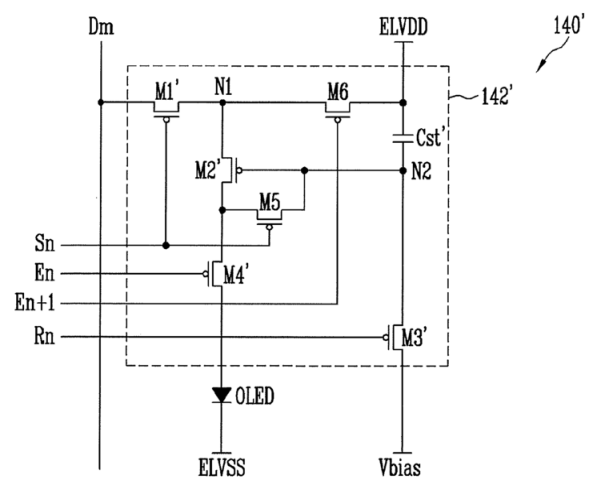 Dm
ELVDD
140'
M1'
N1
M6
142'
Cst'
M2'
N2
M5
Sn
En
M4'
En+1
Rn
M3'
OLED
ELVSS
Vbias